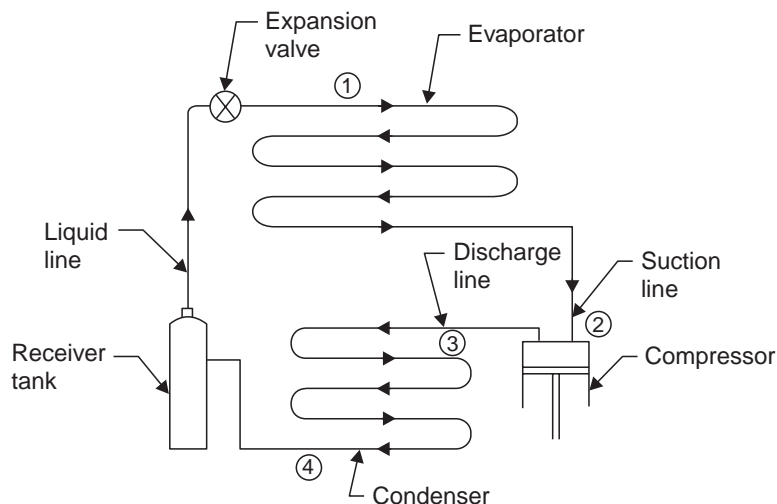 Expansion
valve
Evaporator
1
Liquid
line
Discharge
line
Suction
line
2
3
Receiver
tank
Compressor
4
Condenser